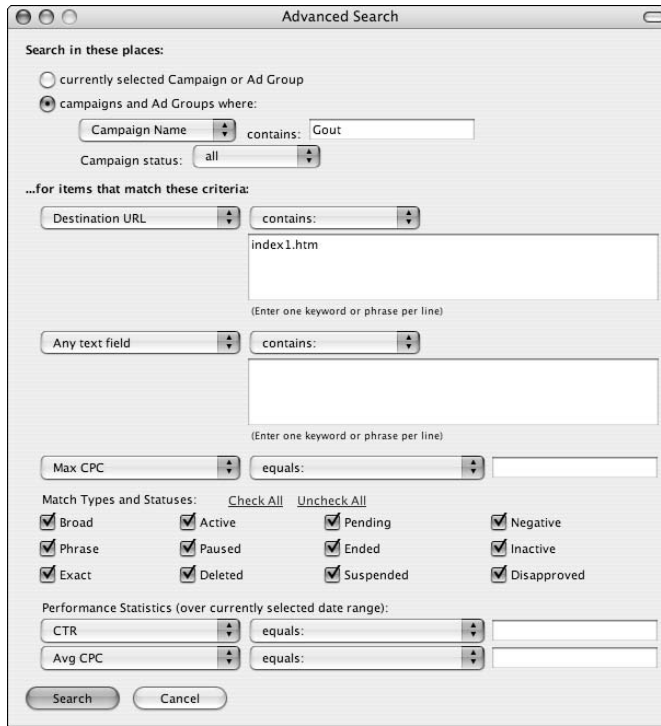 Advanced Search
Search in these places:
currently selected Campaign or Ad Group
campaigns and Ad Groups where:
Campaign Name contains: Gout
Campaign status: all
...for items that match these criteria:
Destination URL contains:
index1.htm
(Enter one keyword or phrase per line)
Any text field contains:
(Enter one keyword or phrase per line)
Max CPC equals:
Match Types and Statuses: Check All Uncheck All
Broad Active Pending Negative
Phrase Paused Ended Inactive
Exact Deleted Suspended Disapproved
Performance Statistics (over currently selected date range):
CTR equals:
Avg CPC equals:
Search Cancel